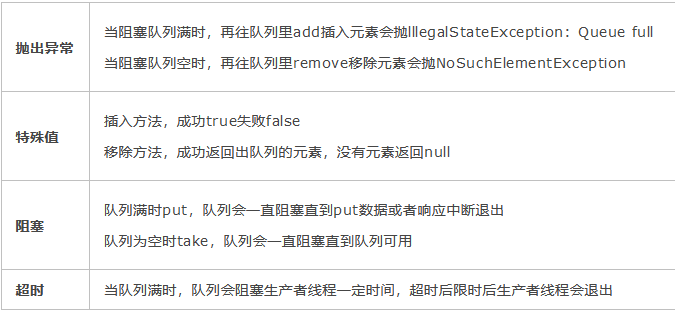 抛出异常
当阻塞队列满时，再往队列里add插入元素会抛IllegalStateException：Queue full
当阻塞队列空时，再往队列里remove移除元素会抛NoSuchElementException
特殊值
插入方法，成功true失败false
移除方法，成功返回出队列的元素，没有元素返回null
阻塞
队列满时put，队列会一直阻塞直到put数据或者响应中断退出
队列为空时take，队列会一直阻塞直到队列可用
超时
当队列满时，队列会阻塞生产者线程一定时间，超时后限时后生产者线程会退出